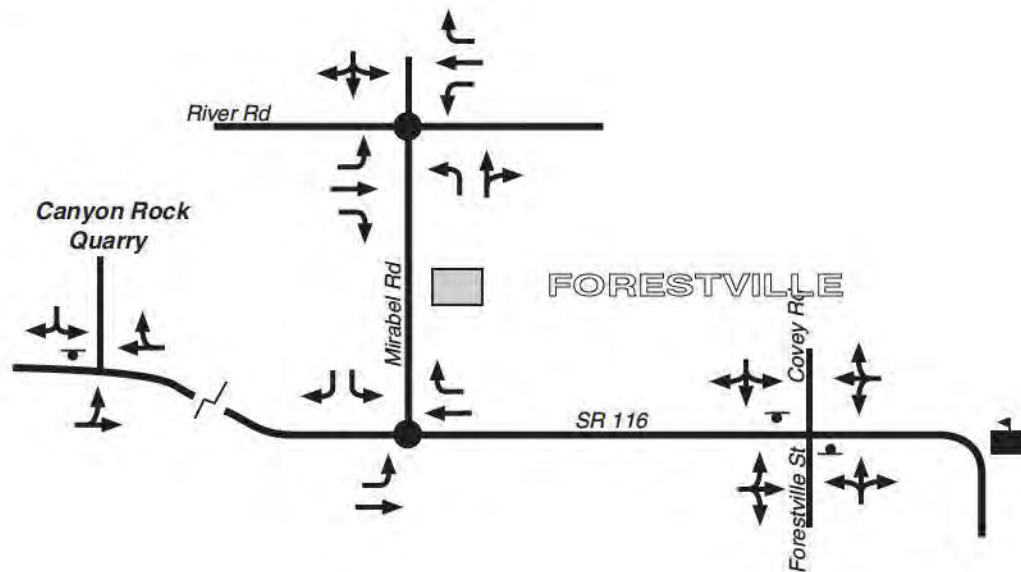 River Rd
Canyon Rock
Quarry
Mirabel Rd
FORESTVILLE
Covey Rd
SR 116
Forestville St